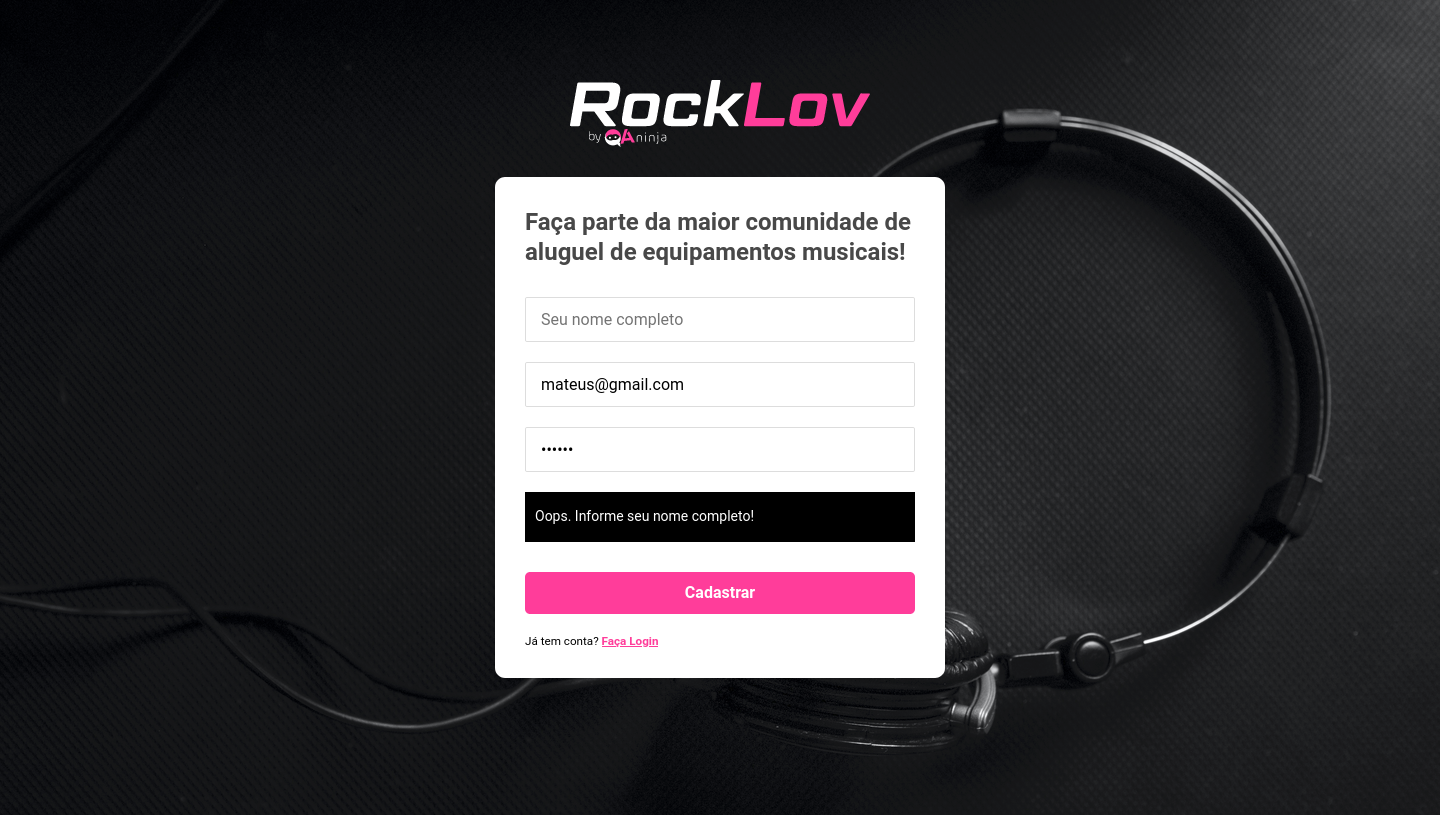 RockLov
by QAninja
Faça parte da maior comunidade de
aluguel de equipamentos musicais!
Seu nome completo
mateus@gmail.com
••••••
Oops. Informe seu nome completo!
Cadastrar
Já tem conta? Faça Login